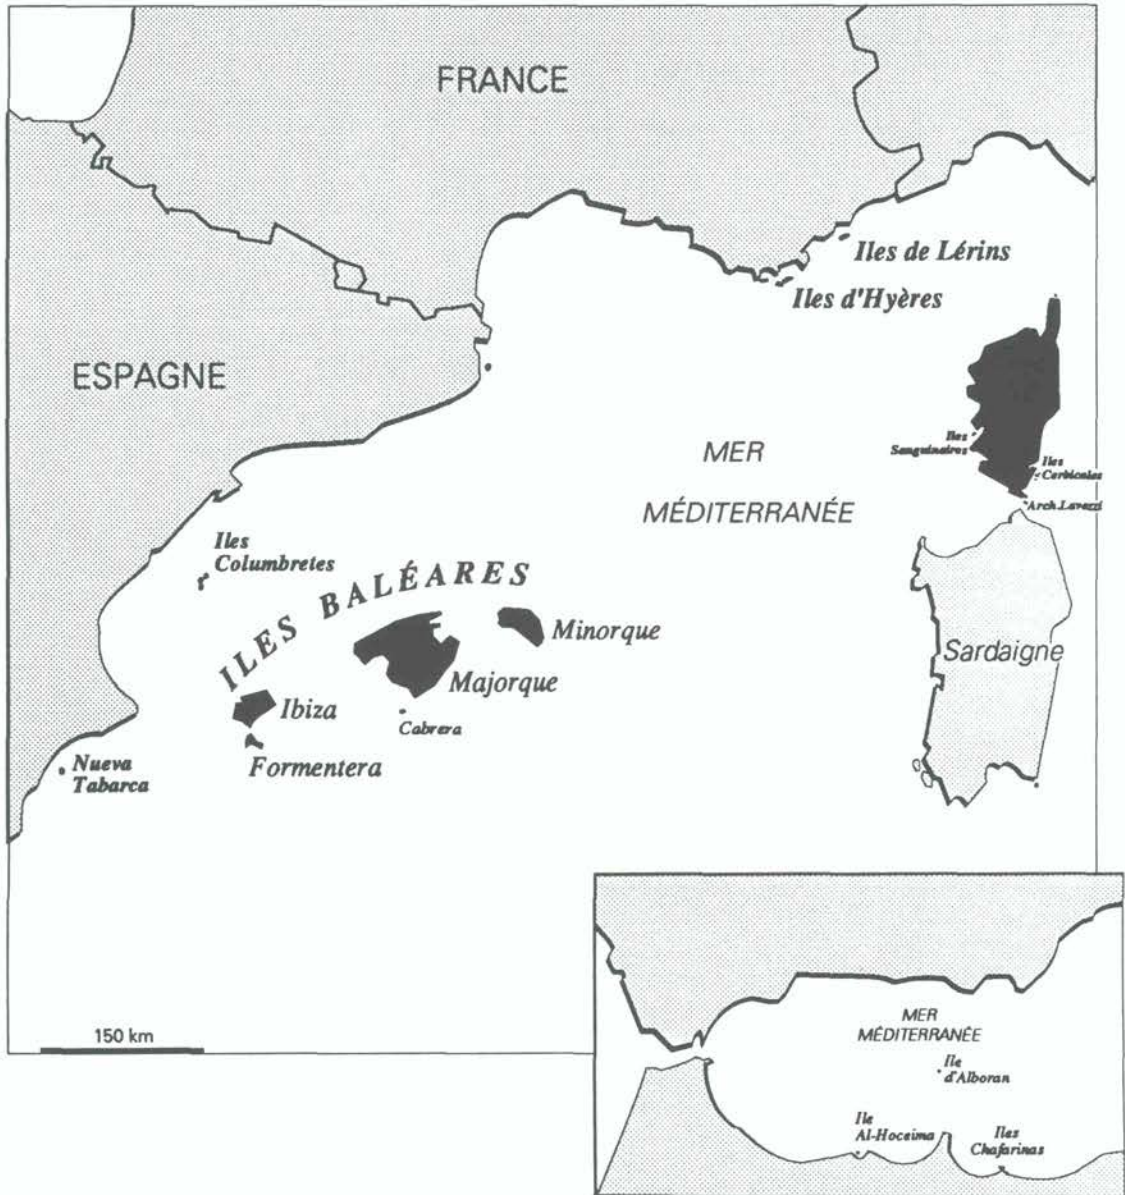 FRANCE
Iles de Lérins
Iles d'Hyères
ESPAGNE
MER
MÉDITERRANÉE
Iles
Sanguinaires
Iles
Cerbicales
Arch.Lavezzi
Iles
Columbretes
ILES BALÉARES
Minorque
Majorque
Sardaigne
Ibiza
Cabrera
Formentera
Nueva
Tabarca
150 km
MER
MÉDITERRANÉE
Ile
d'Alboran
Ile
Al-Hoceima
Iles
Chafarinas